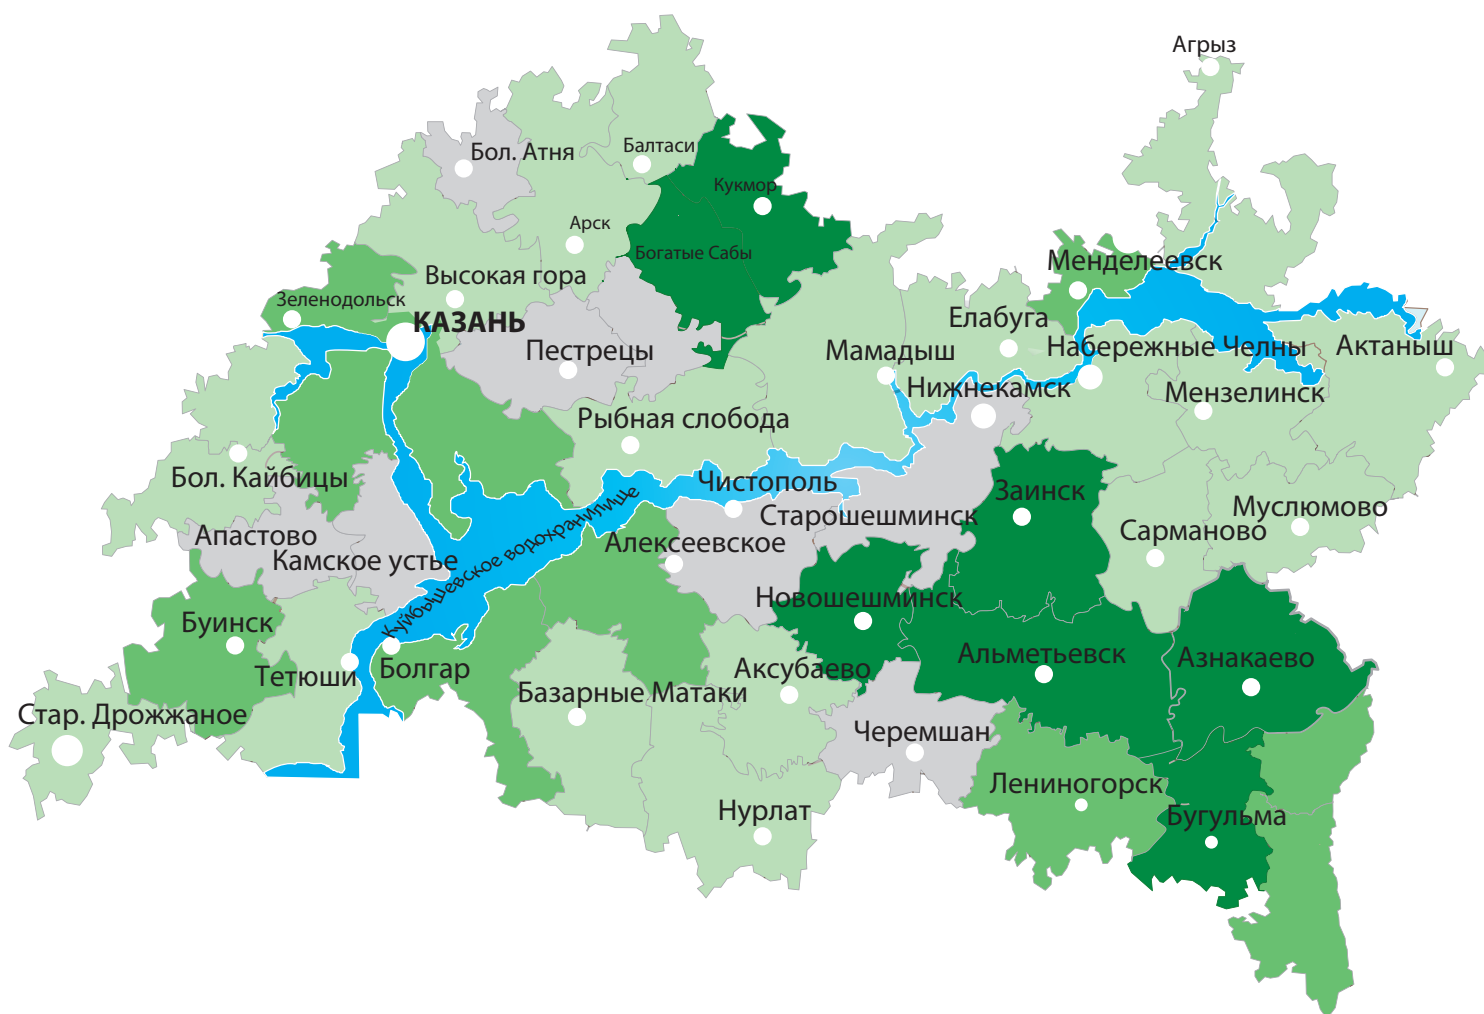 Агрыз
Бол. Атня
Балтаси
Кукмор
Арск
Богатые Сабы
Высокая гора
Менделеевск
Зеленодольск
КАЗАНЬ
Елабуга
Пестрецы
Мамадыш
Набережные Челны
Актаныш
Нижнекамск
Мензелинск
Рыбная слобода
Бол. Кайбицы
Чистополь
Заинск
Куйбышевское водохранилище
Муслюмово
Старошешминск
Сарманово
Апастово
Алексеевское
Камское устье
Новошешминск
Буинск
Альметьевск
Азнакаево
Тетюши
Болгар
Аксубаево
Базарные Матаки
Стар. Дрожжаное
Черемшан
Лениногорск
Нурлат
Бугульма